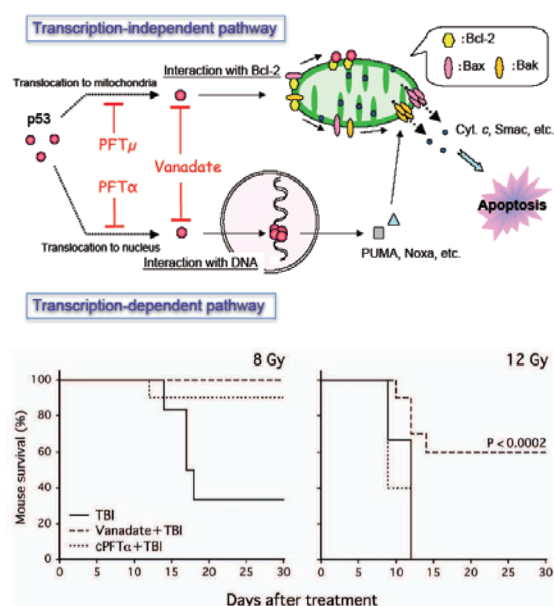 Transcription-independent pathway
:Bcl-2
:Bax :Bak
Interaction with Bcl-2
Translocation to mitochondria
p53
PFTμ
Vanadate
PFTα
Cyt. c, Smac, etc.
Apoptosis
Translocation to nucleus
Interaction with DNA
PUMA, Noxa, etc.
Transcription-dependent pathway
8 Gy
12 Gy
Mouse survival (%)
100
80
60
40
20
0
P < 0.0002
TBI
Vanadate+TBI
cPFTα+TBI
0 5 10 15 20 25 30
0 5 10 15 20 25 30
Days after treatment